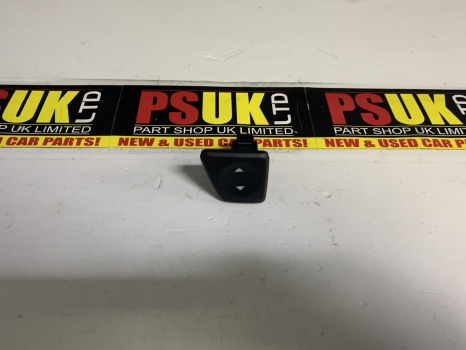 PSUK LTD
PART SHOP UK LIMITED
NEW & USED CAR PARTS!
PSUK LTD
PART SHOP UK LIMITED
NEW & USED CAR PARTS!
PSUK
PART SHOP UK LIMITED
NEW & USED CAR PARTS!